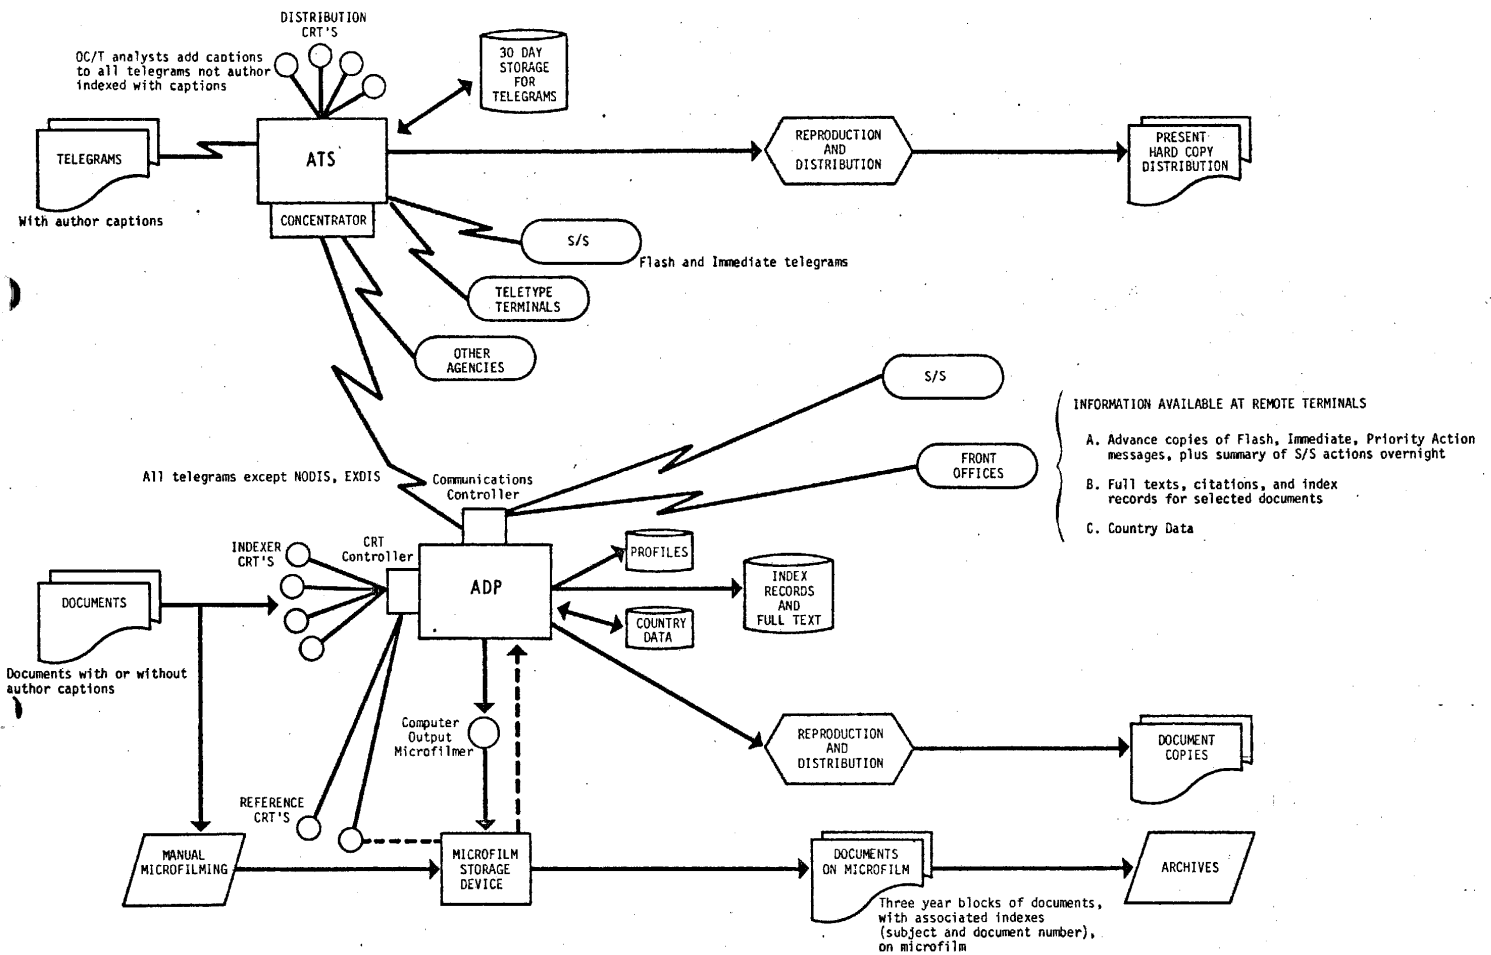 DISTRIBUTION
CRT'S
OC/T analysts add captions
to all telegrams not author
indexed with captions
30 DAY
STORAGE
FOR
TELEGRAMS
TELEGRAMS
With author captions
ATS
CONCENTRATOR
REPRODUCTION
AND
DISTRIBUTION
PRESENT
HARD COPY
DISTRIBUTION
S/S
Flash and Immediate telegrams
TELETYPE
TERMINALS
OTHER
AGENCIES
S/S
FRONT
OFFICES
INFORMATION AVAILABLE AT REMOTE TERMINALS
A. Advance copies of Flash, Immediate, Priority Action
messages, plus summary of S/S actions overnight
B. Full texts, citations, and index
records for selected documents
C. Country Data
All telegrams except NODIS, EXDIS
Communications
Controller
INDEXER
CRT'S
CRT
Controller
ADP
PROFILES
INDEX
RECORDS
AND
FULL TEXT
COUNTRY
DATA
DOCUMENTS
Documents with or without
author captions
Computer
Output
Microfilmer
REPRODUCTION
AND
DISTRIBUTION
DOCUMENT
COPIES
REFERENCE
CRT'S
MANUAL
MICROFILMING
MICROFILM
STORAGE
DEVICE
DOCUMENTS
ON MICROFILM
Three year blocks of documents,
with associated indexes
(subject and document number),
on microfilm
ARCHIVES